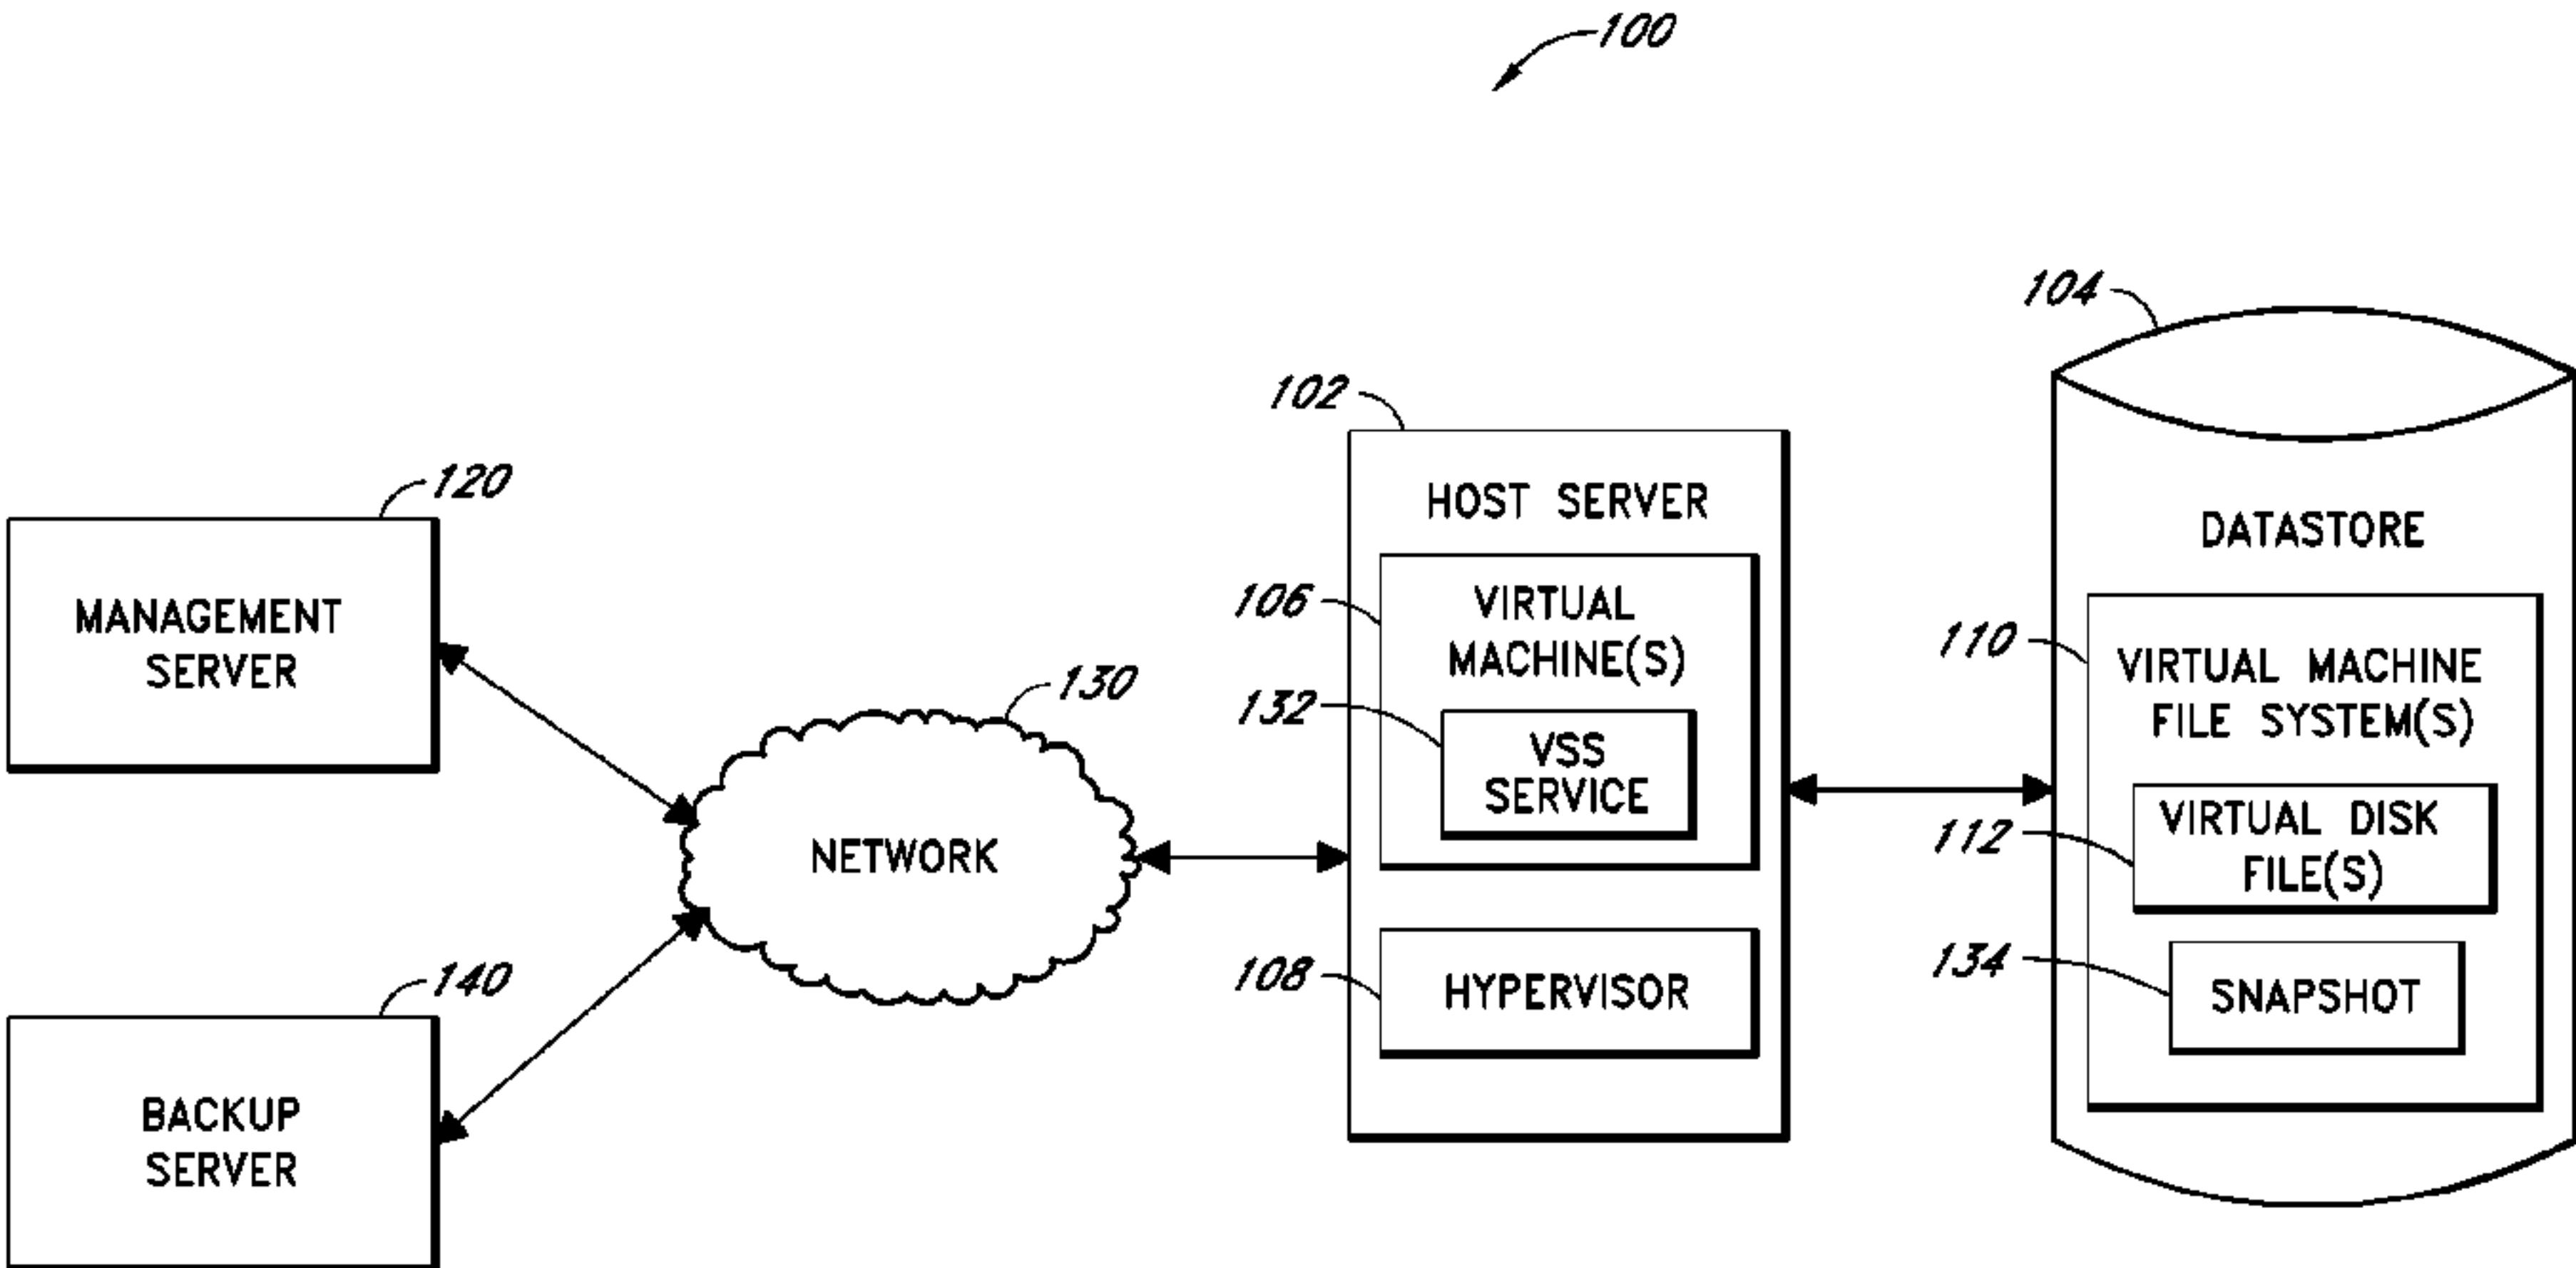 100
104
102
HOST SERVER
120
DATASTORE
MANAGEMENT
SERVER
106
VIRTUAL
MACHINE(S)
110
VIRTUAL MACHINE
FILE SYSTEM(S)
130
132
VSS
SERVICE
112
VIRTUAL DISK
FILE(S)
NETWORK
134
SNAPSHOT
108
HYPERVISOR
140
BACKUP
SERVER